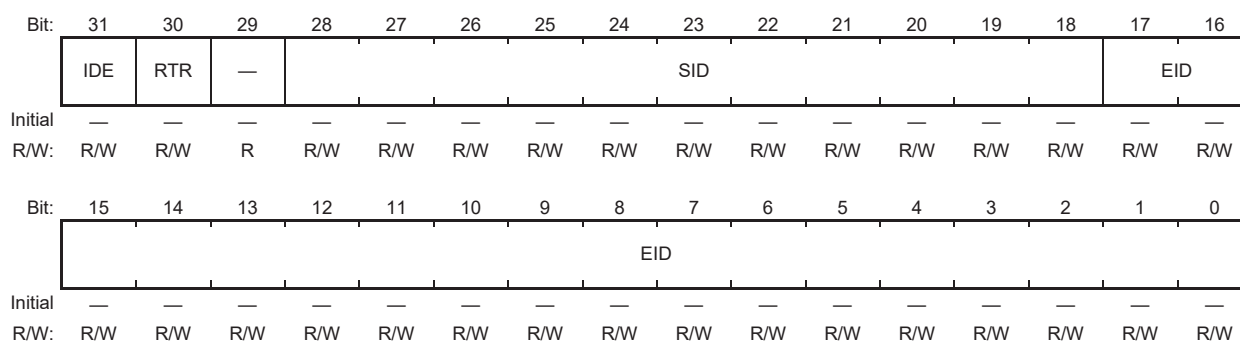 Bit: 31 30 29 28 27 26 25 24 23 22 21 20 19 18 17 16
IDE RTR — SID EID
Initial — — — — — — — — — — — — — — — —
R/W: R/W R/W R R/W R/W R/W R/W R/W R/W R/W R/W R/W R/W R/W R/W R/W
Bit: 15 14 13 12 11 10 9 8 7 6 5 4 3 2 1 0
EID
Initial — — — — — — — — — — — — — — — —
R/W: R/W R/W R/W R/W R/W R/W R/W R/W R/W R/W R/W R/W R/W R/W R/W R/W